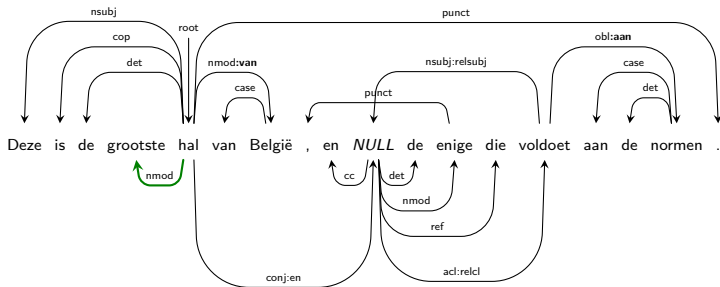 punct
nsubj
root
cop
obl:aan
det
nmod:van
nsubj:relsubj
case
case
punct
det
Deze is de grootste hal van België , en NULL de enige die voldoet aan de normen .
nmod
cc
det
nmod
ref
conj:en
acl:relcl